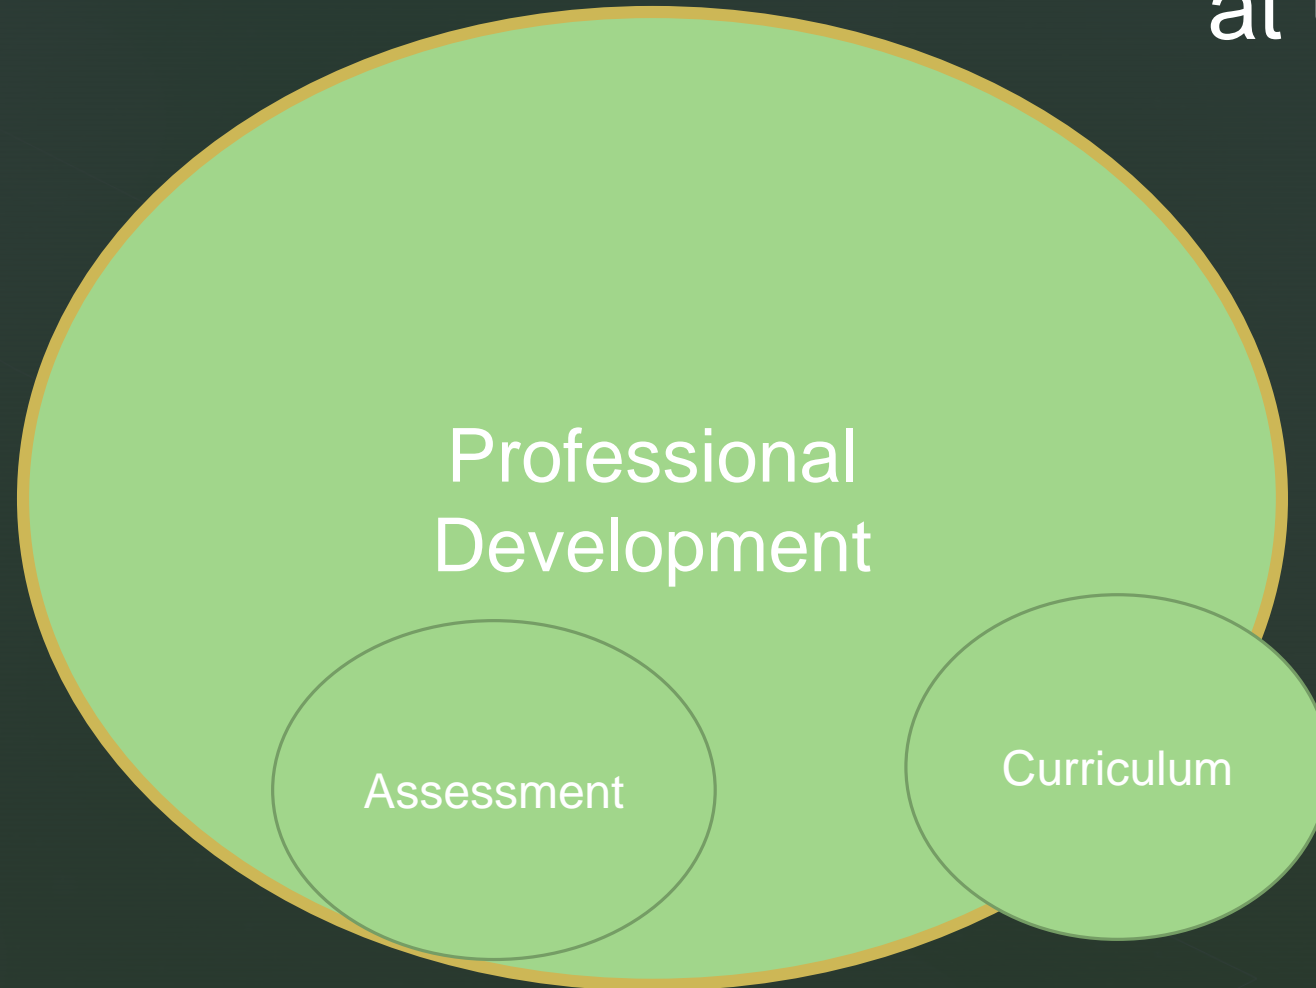 at
Professional
Development
Assessment
Curriculum